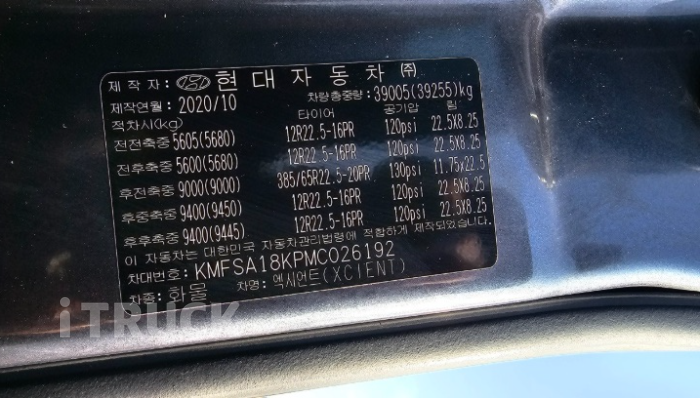 제작자: 현대자동차㈜
제작연월: 2020/10 차량총중량: 39005(39255)kg
적차시(kg) 타이어 공기압 림
전전축중 5605(5680) 12R22.5-16PR 120psi 22.5X8.25
전후축중 5600(5680) 12R22.5-16PR 120psi 22.5X8.25
후전축중 9000(9000) 385/65R22.5-20PR 130psi 11.75x22.5
후중축중 9400(9450) 12R22.5-16PR 120psi 22.5X8.25
후후축중 9400(9445) 12R22.5-16PR 120psi 22.5X8.25
이 자동차는 대한민국 자동차관리법령에 적합하게 제작되었습니다.
차대번호: KMFSA18KPMC026192
차종: 화물 차명: 엑시언트(XCIENT)
iTRUCK